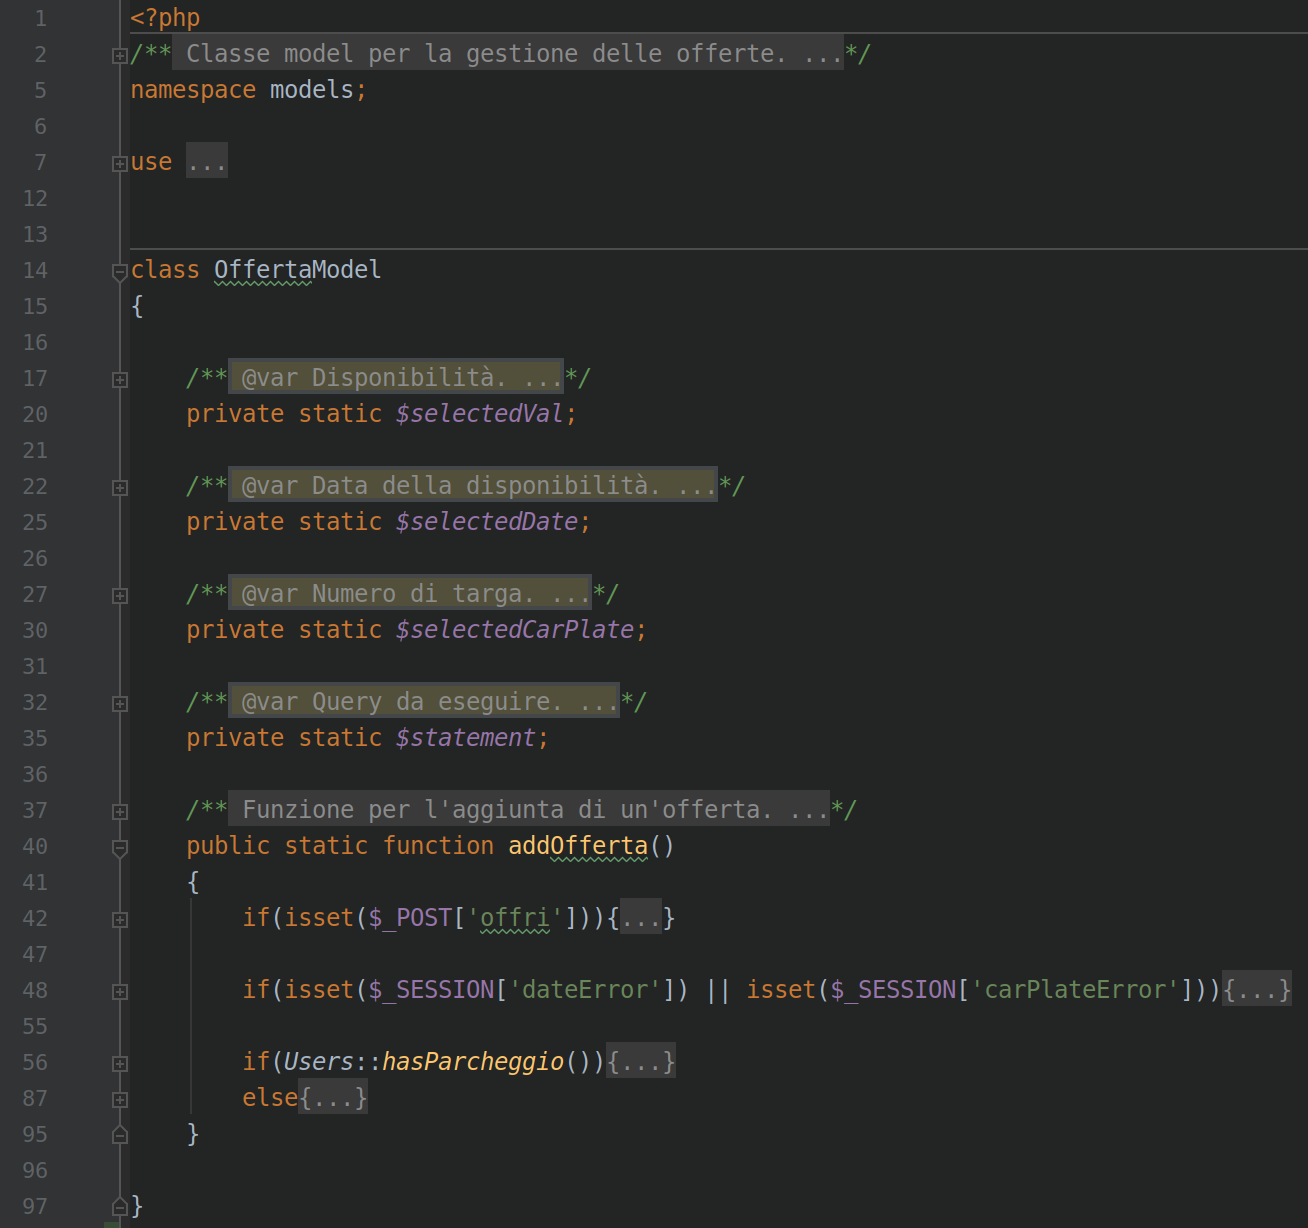 1 <?php
2 /** Classe model per la gestione delle offerte. ...*/
5 namespace models;
6
7 use ...
12
13
14 class OffertaModel
15 {
16
17     /** @var Disponibilità. ...*/
20     private static $selectedVal;
21
22     /** @var Data della disponibilità. ...*/
25     private static $selectedDate;
26
27     /** @var Numero di targa. ...*/
30     private static $selectedCarPlate;
31
32     /** @var Query da eseguire. ...*/
35     private static $statement;
36
37     /** Funzione per l'aggiunta di un'offerta. ...*/
40     public static function addOfferta()
41     {
42         if(isset($_POST['offri'])){...}
47
48         if(isset($_SESSION['dateError']) || isset($_SESSION['carPlateError'])){...}
55
56         if(Users::hasParcheggio()){...}
87         else{...}
95     }
96
97 }